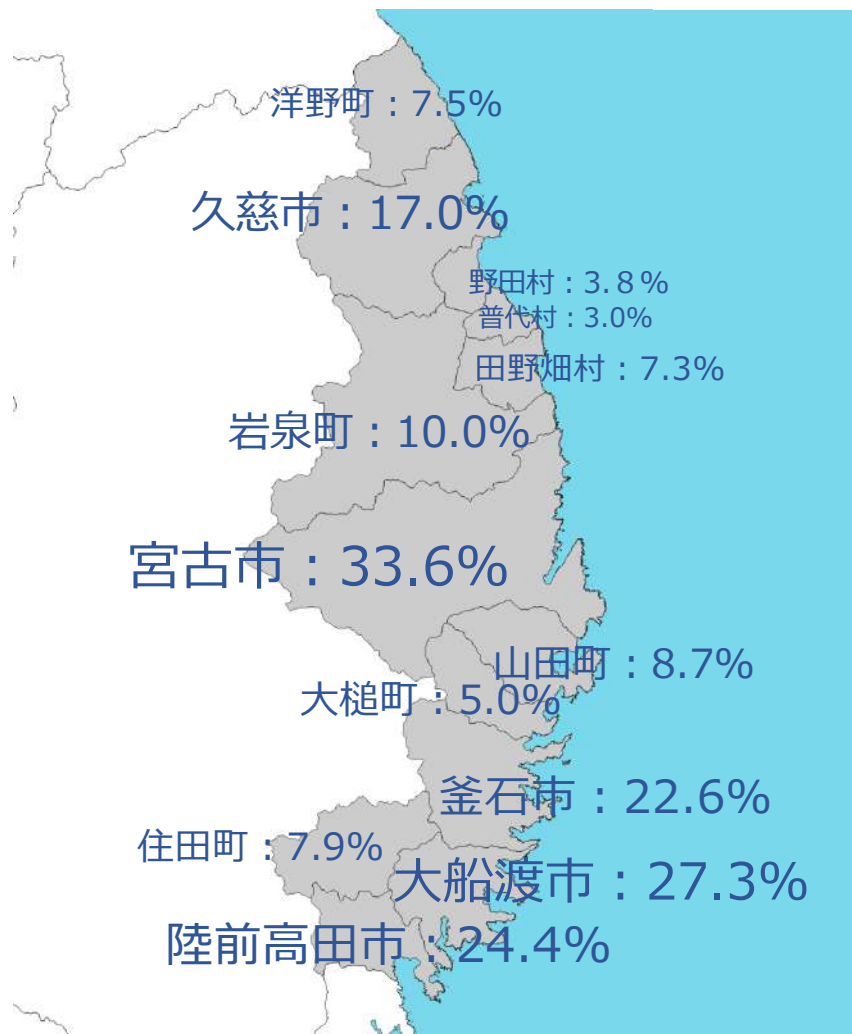 洋野町：7.5%
久慈市：17.0%
野田村：3.８%
普代村：3.0%
田野畑村：7.3%
岩泉町：10.0%
宮古市：33.6%
山田町：8.7%
大槌町：5.0%
釜石市：22.6%
住田町：7.9%
大船渡市：27.3%
陸前高田市：24.4%